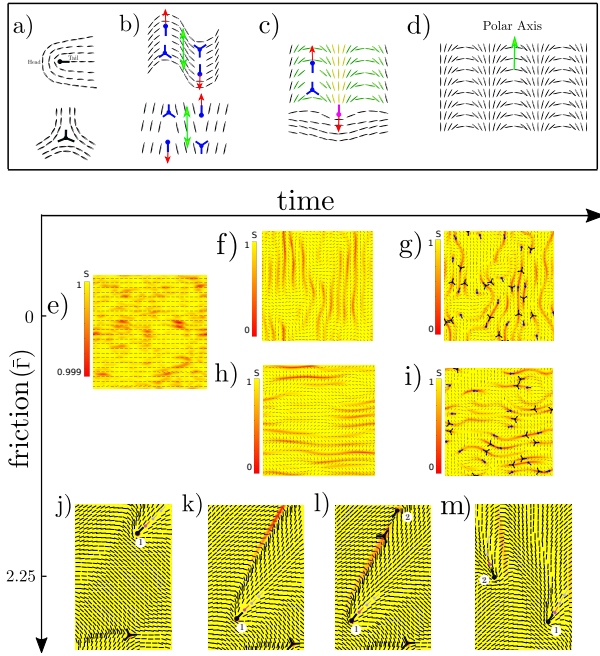 a)
b)
c)
d)
Head
Tail
Polar Axis
time
friction (Γ̄)
0
2.25
e)
S
1
0.999
f)
S
1
0
g)
S
1
0
h)
S
1
0
i)
S
1
0
j)
1
k)
1
l)
2
1
m)
2
1